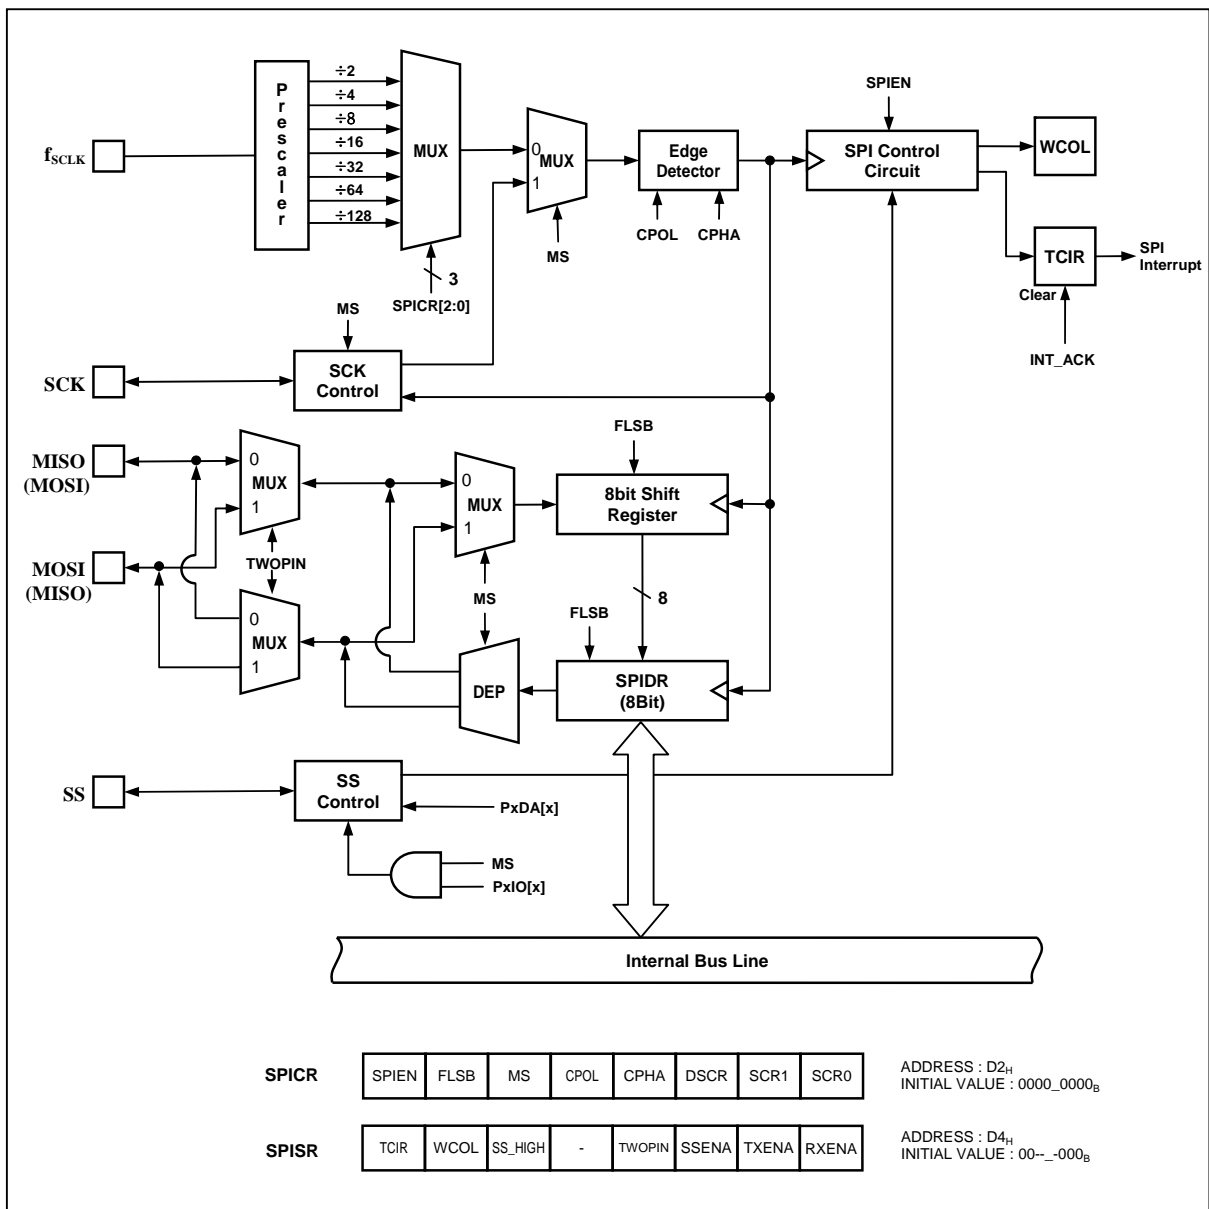 fSCLK
Prescaler
÷2
÷4
÷8
÷16
÷32
÷64
÷128
MUX
3
SPICR[2:0]
0
MUX
1
MS
Edge
Detector
CPOL
CPHA
SPIEN
SPI Control
Circuit
WCOL
TCIR
SPI
Interrupt
Clear
INT_ACK
MS
SCK
SCK
Control
MISO
(MOSI)
MOSI
(MISO)
0
MUX
1
TWOPIN
0
MUX
1
0
MUX
1
MS
DEP
FLSB
8bit Shift
Register
8
FLSB
SPIDR
(8Bit)
SS
SS
Control
PxDA[x]
MS
PxIO[x]
Internal Bus Line
SPICR SPIEN FLSB MS CPOL CPHA DSCR SCR1 SCR0
ADDRESS : D2H
INITIAL VALUE : 0000_0000B
SPISR TCIR WCOL SS_HIGH - TWOPIN SSENA TXENA RXENA
ADDRESS : D4H
INITIAL VALUE : 00--_-000B